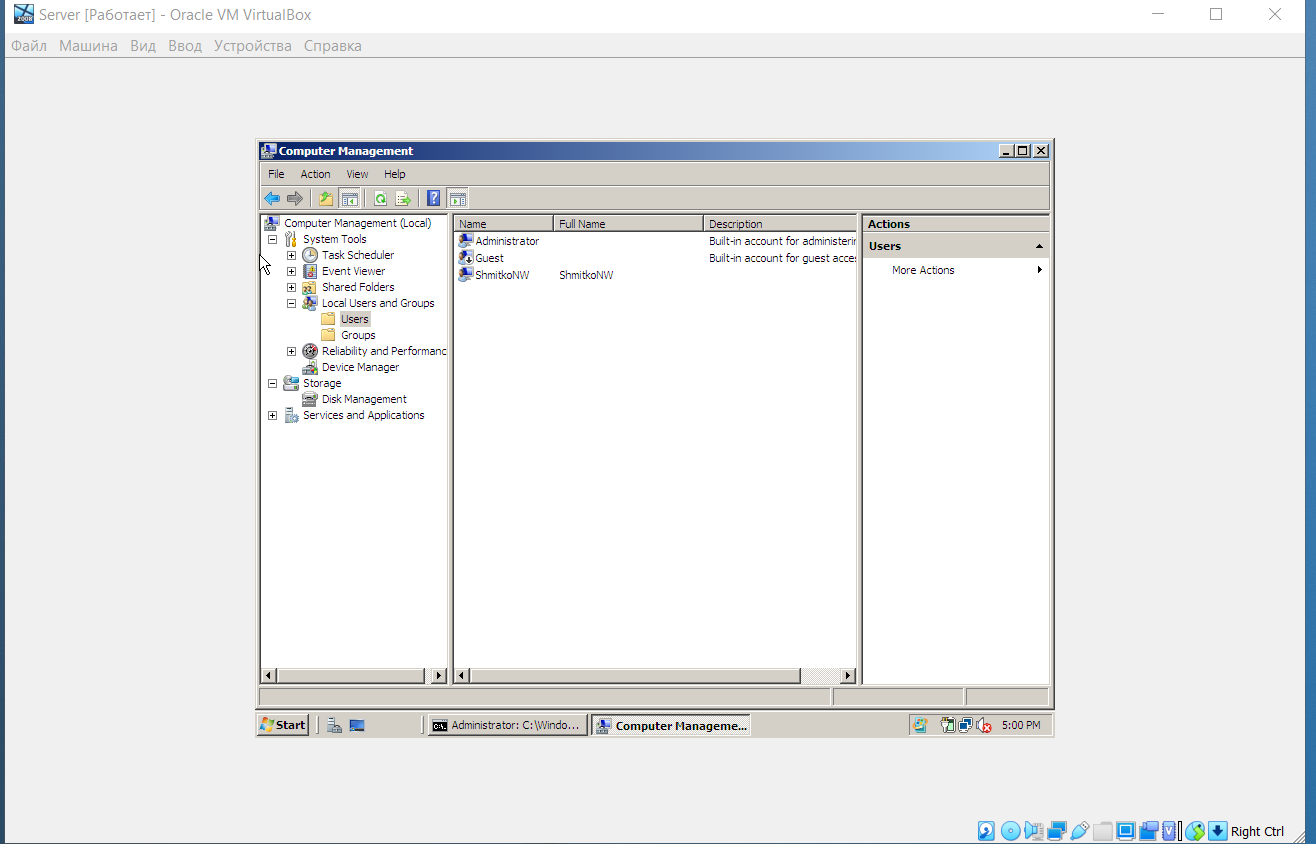 Server [Работает] - Oracle VM VirtualBox
Файл Машина Вид Ввод Устройства Справка
Computer Management
File Action View Help
Computer Management (Local)
System Tools
Task Scheduler
Event Viewer
Shared Folders
Local Users and Groups
Users
Groups
Reliability and Performanc
Device Manager
Storage
Disk Management
Services and Applications
Name Full Name Description
Administrator Built-in account for administerin
Guest Built-in account for guest acces
ShmitkoNW ShmitkoNW
Actions
Users
More Actions
Start Administrator: C:\Windo... Computer Manageme... 5:00 PM
Right Ctrl